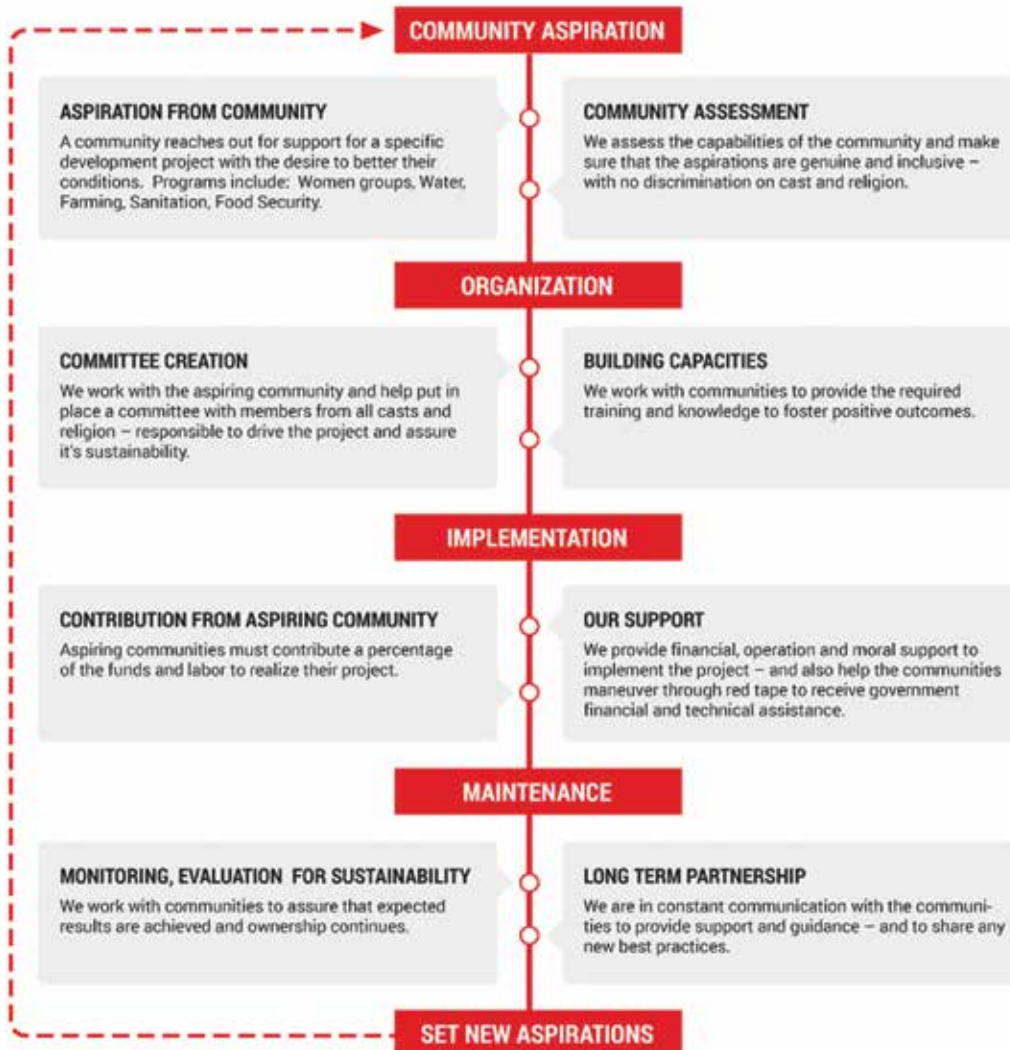 COMMUNITY ASPIRATION
ASPIRATION FROM COMMUNITY
A community reaches out for support for a specific
development project with the desire to better their
conditions.  Programs include:  Women groups, Water,
Farming, Sanitation, Food Security.
COMMUNITY ASSESSMENT
We assess the capabilities of the community and make
sure that the aspirations are genuine and inclusive –
with no discrimination on cast and religion.
ORGANIZATION
COMMITTEE CREATION
We work with the aspiring community and help put in
place a committee with members from all casts and
religion – responsible to drive the project and assure
it's sustainability.
BUILDING CAPACITIES
We work with communities to provide the required
training and knowledge to foster positive outcomes.
IMPLEMENTATION
CONTRIBUTION FROM ASPIRING COMMUNITY
Aspiring communities must contribute a percentage
of the funds and labor to realize their project.
OUR SUPPORT
We provide financial, operation and moral support to
implement the project – and also help the communities
maneuver through red tape to receive government
financial and technical assistance.
MAINTENANCE
MONITORING, EVALUATION  FOR SUSTAINABILITY
We work with communities to assure that expected
results are achieved and ownership continues.
LONG TERM PARTNERSHIP
We are in constant communication with the communi-
ties to provide support and guidance – and to share any
new best practices.
SET NEW ASPIRATIONS